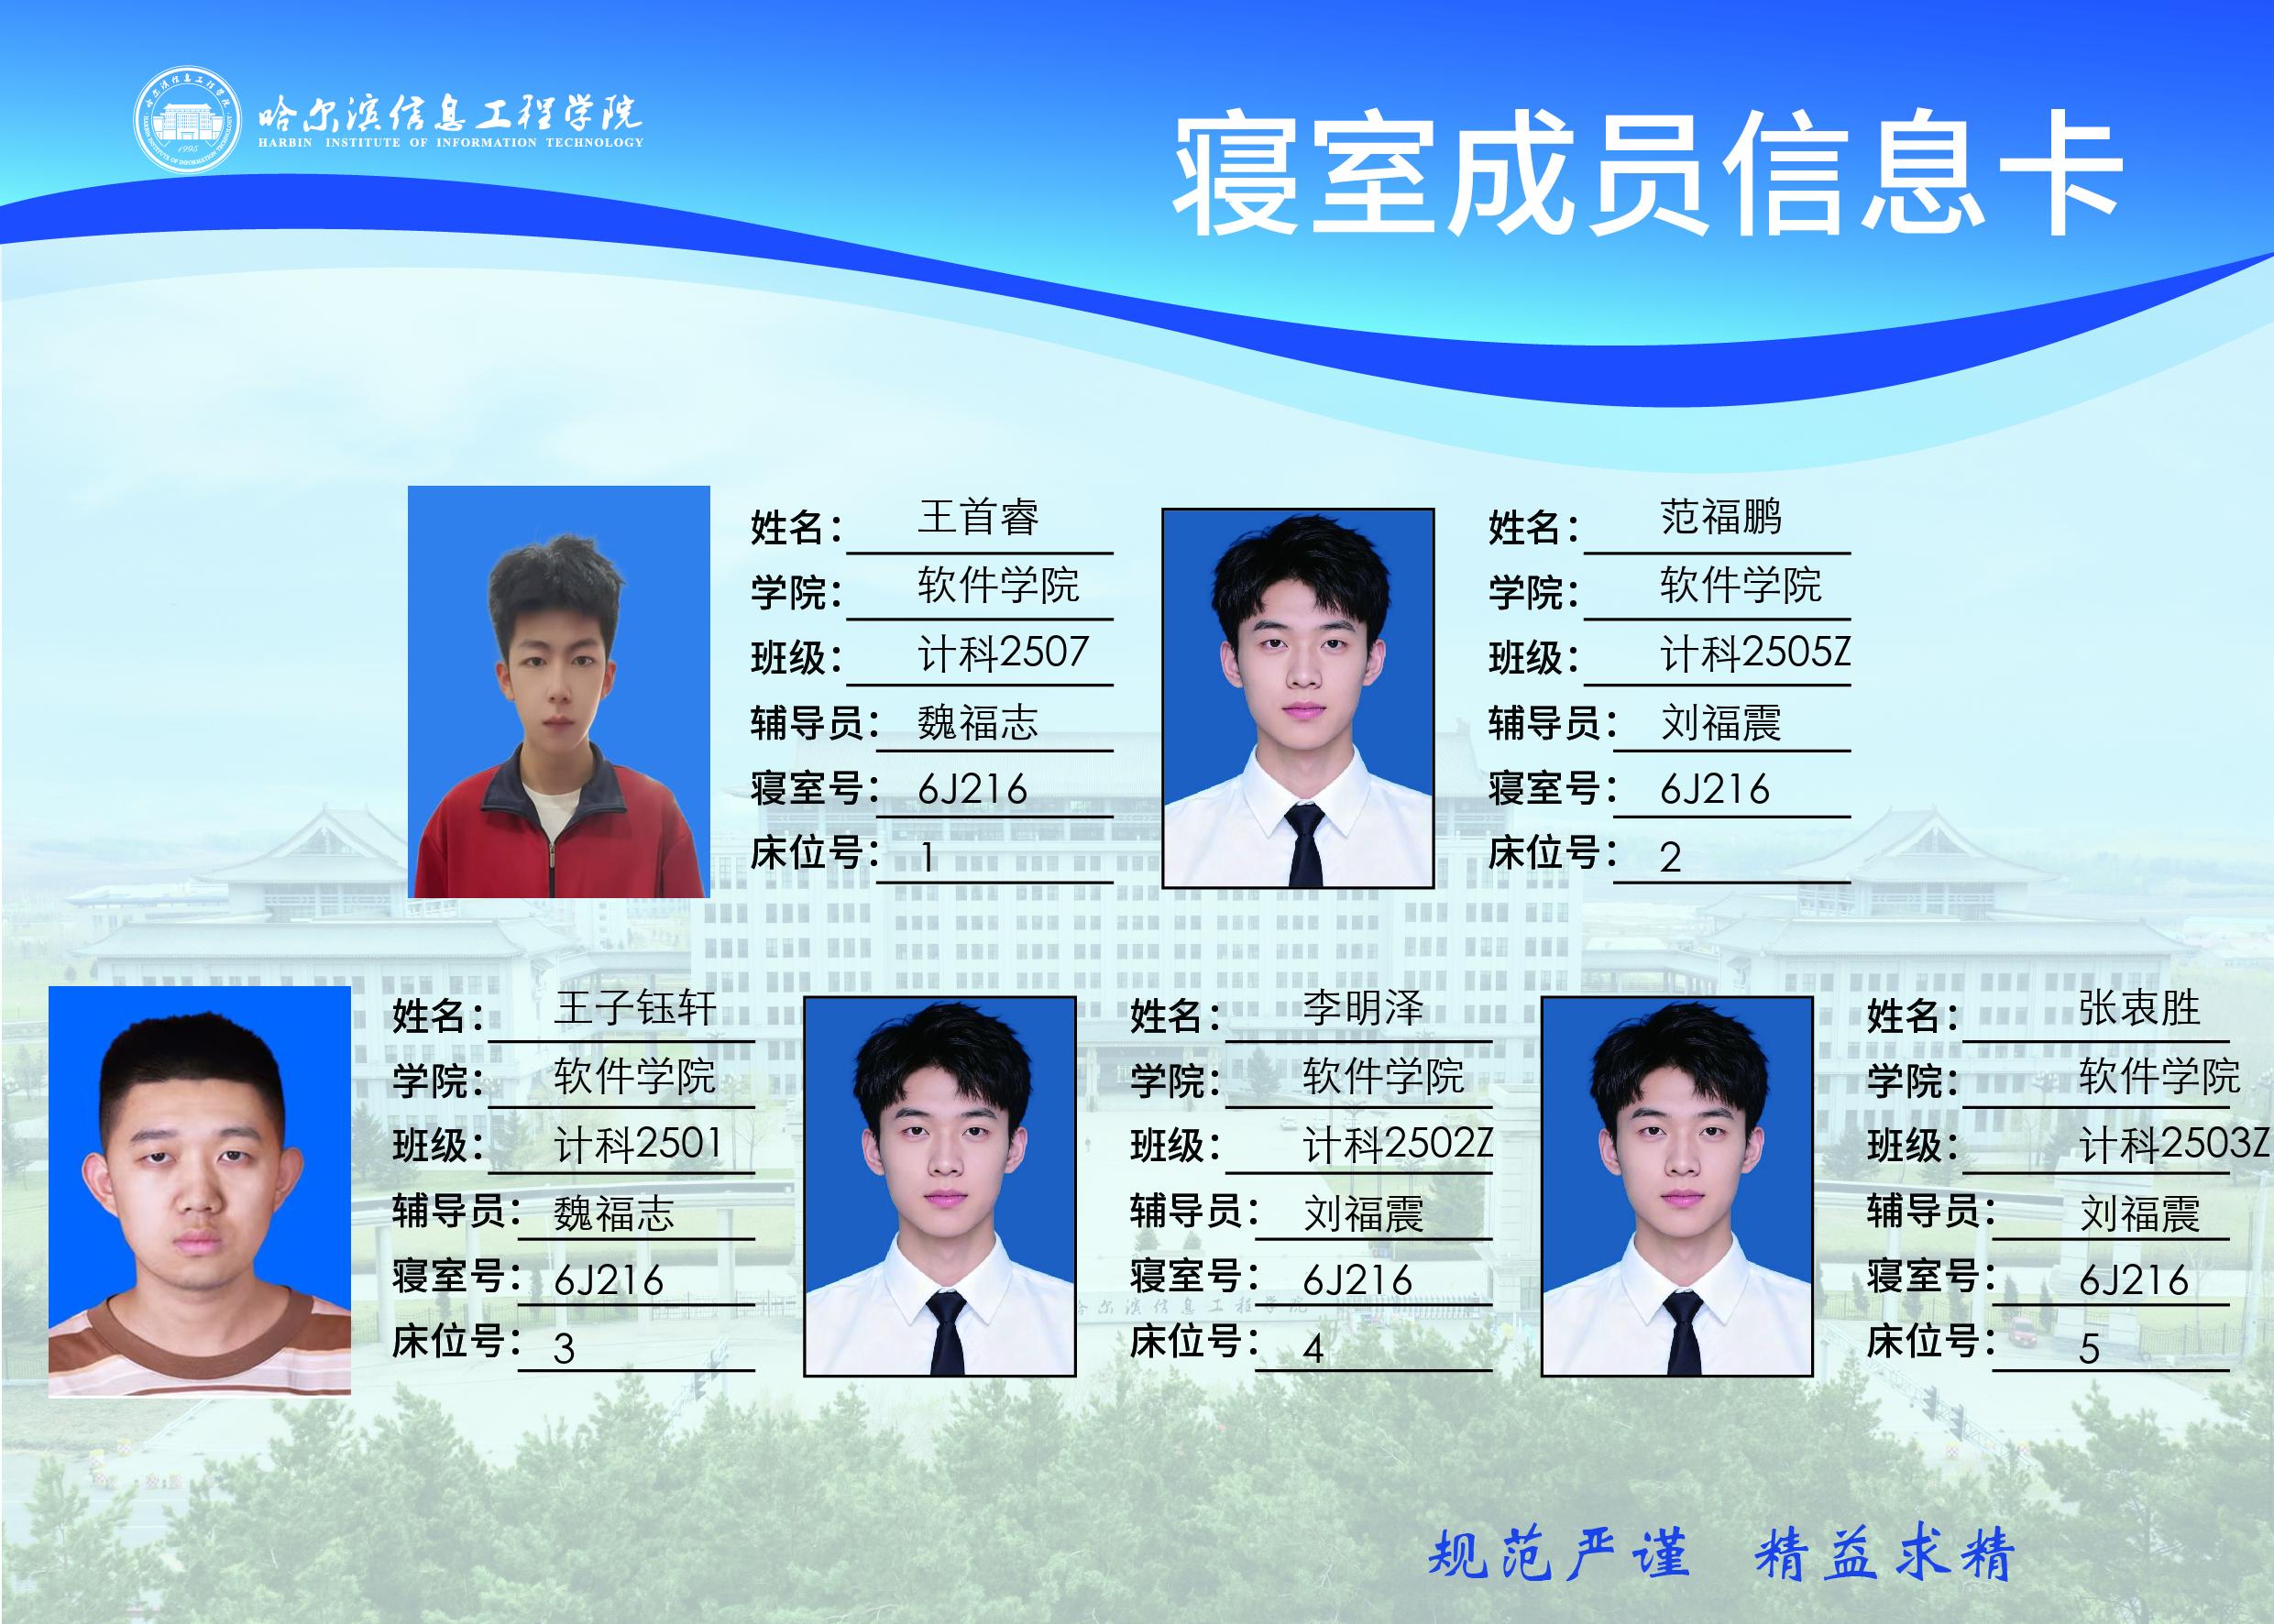 哈尔滨信息工程学院
HARBIN INSTITUTE OF INFORMATION TECHNOLOGY
1995
寝室成员信息卡
姓名： 王首睿
学院： 软件学院
班级： 计科2507
辅导员： 魏福志
寝室号： 6J216
床位号： 1
姓名： 范福鹏
学院： 软件学院
班级： 计科2505Z
辅导员： 刘福震
寝室号： 6J216
床位号： 2
姓名： 王子钰轩
学院： 软件学院
班级： 计科2501
辅导员： 魏福志
寝室号： 6J216
床位号： 3
姓名： 李明泽
学院： 软件学院
班级： 计科2502Z
辅导员： 刘福震
寝室号： 6J216
床位号： 4
姓名： 张衷胜
学院： 软件学院
班级： 计科2503Z
辅导员： 刘福震
寝室号： 6J216
床位号： 5
哈尔滨信息工程学院
规范严谨 精益求精